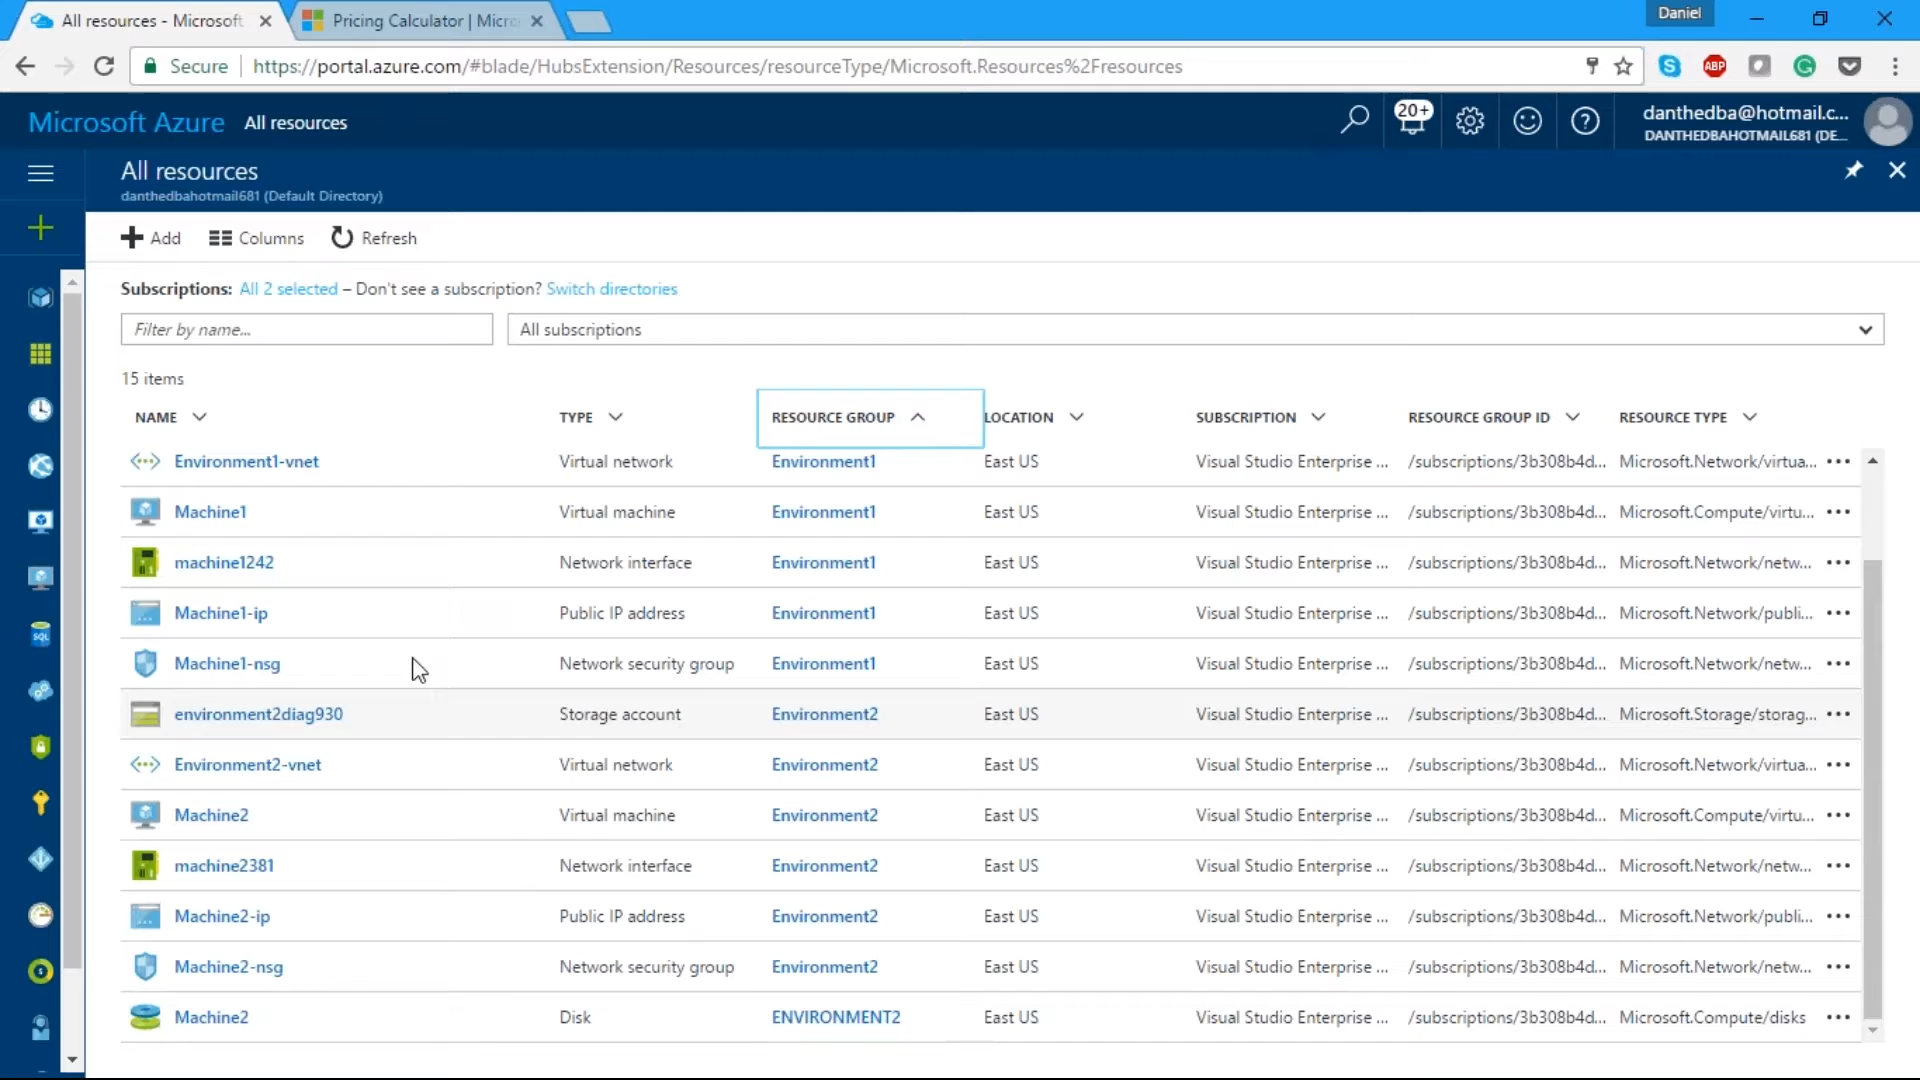 All resources - Microsoft
Pricing Calculator | Micro
Daniel
Secure
https://portal.azure.com/#blade/HubsExtension/Resources/resourceType/Microsoft.Resources%2Fresources
ABP
Microsoft Azure All resources
20+
danthedba@hotmail.c...
DANTHEDBAHOTMAIL681 (DE...
All resources
danthedbahotmail681 (Default Directory)
Add Columns Refresh
Subscriptions: All 2 selected – Don't see a subscription? Switch directories
Filter by name... All subscriptions
15 items
NAME TYPE RESOURCE GROUP LOCATION SUBSCRIPTION RESOURCE GROUP ID RESOURCE TYPE
Environment1-vnet Virtual network Environment1 East US Visual Studio Enterprise ... /subscriptions/3b308b4d... Microsoft.Network/virtua... •••
Machine1 Virtual machine Environment1 East US Visual Studio Enterprise ... /subscriptions/3b308b4d... Microsoft.Compute/virtu... •••
machine1242 Network interface Environment1 East US Visual Studio Enterprise ... /subscriptions/3b308b4d... Microsoft.Network/netw... •••
Machine1-ip Public IP address Environment1 East US Visual Studio Enterprise ... /subscriptions/3b308b4d... Microsoft.Network/publi... •••
Machine1-nsg Network security group Environment1 East US Visual Studio Enterprise ... /subscriptions/3b308b4d... Microsoft.Network/netw... •••
environment2diag930 Storage account Environment2 East US Visual Studio Enterprise ... /subscriptions/3b308b4d... Microsoft.Storage/storag... •••
Environment2-vnet Virtual network Environment2 East US Visual Studio Enterprise ... /subscriptions/3b308b4d... Microsoft.Network/virtua... •••
Machine2 Virtual machine Environment2 East US Visual Studio Enterprise ... /subscriptions/3b308b4d... Microsoft.Compute/virtu... •••
machine2381 Network interface Environment2 East US Visual Studio Enterprise ... /subscriptions/3b308b4d... Microsoft.Network/netw... •••
Machine2-ip Public IP address Environment2 East US Visual Studio Enterprise ... /subscriptions/3b308b4d... Microsoft.Network/publi... •••
Machine2-nsg Network security group Environment2 East US Visual Studio Enterprise ... /subscriptions/3b308b4d... Microsoft.Network/netw... •••
Machine2 Disk ENVIRONMENT2 East US Visual Studio Enterprise ... /subscriptions/3b308b4d... Microsoft.Compute/disks •••
SQL